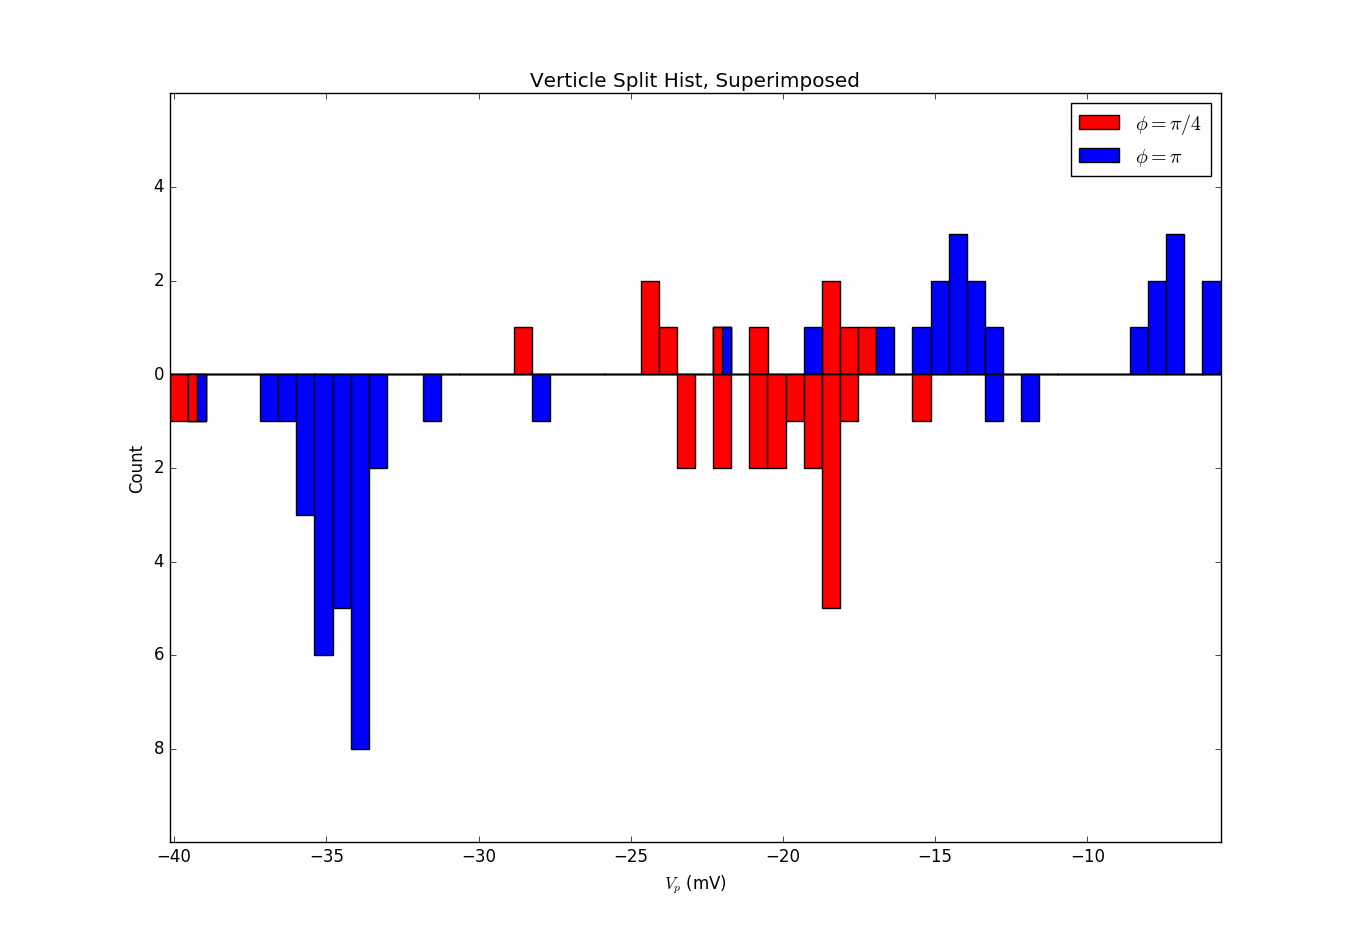 Verticle Split Hist, Superimposed
ϕ = π/4
ϕ = π
4
2
0
2
4
6
8
Count
−40 −35 −30 −25 −20 −15 −10
Vp (mV)